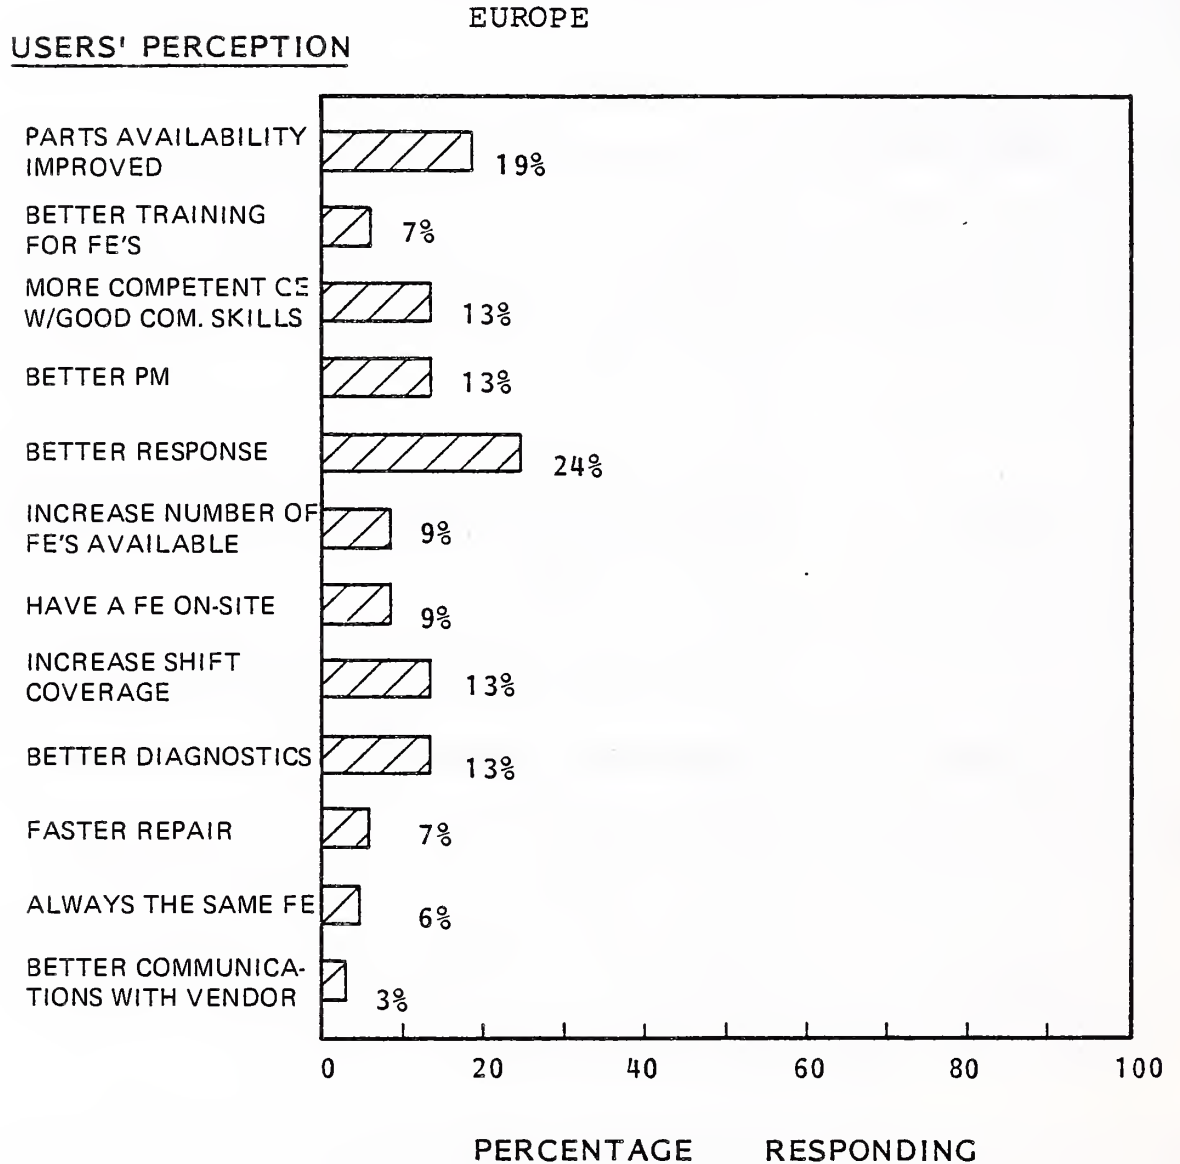 EUROPE
USERS' PERCEPTION
PARTS AVAILABILITY
IMPROVED
19%
BETTER TRAINING
FOR FE'S
7%
MORE COMPETENT CE
W/GOOD COM. SKILLS
13%
BETTER PM
13%
BETTER RESPONSE
24%
INCREASE NUMBER OF
FE'S AVAILABLE
9%
HAVE A FE ON-SITE
9%
INCREASE SHIFT
COVERAGE
13%
BETTER DIAGNOSTICS
13%
FASTER REPAIR
7%
ALWAYS THE SAME FE
6%
BETTER COMMUNICA-
TIONS WITH VENDOR
3%
0 20 40 60 80 100
PERCENTAGE RESPONDING